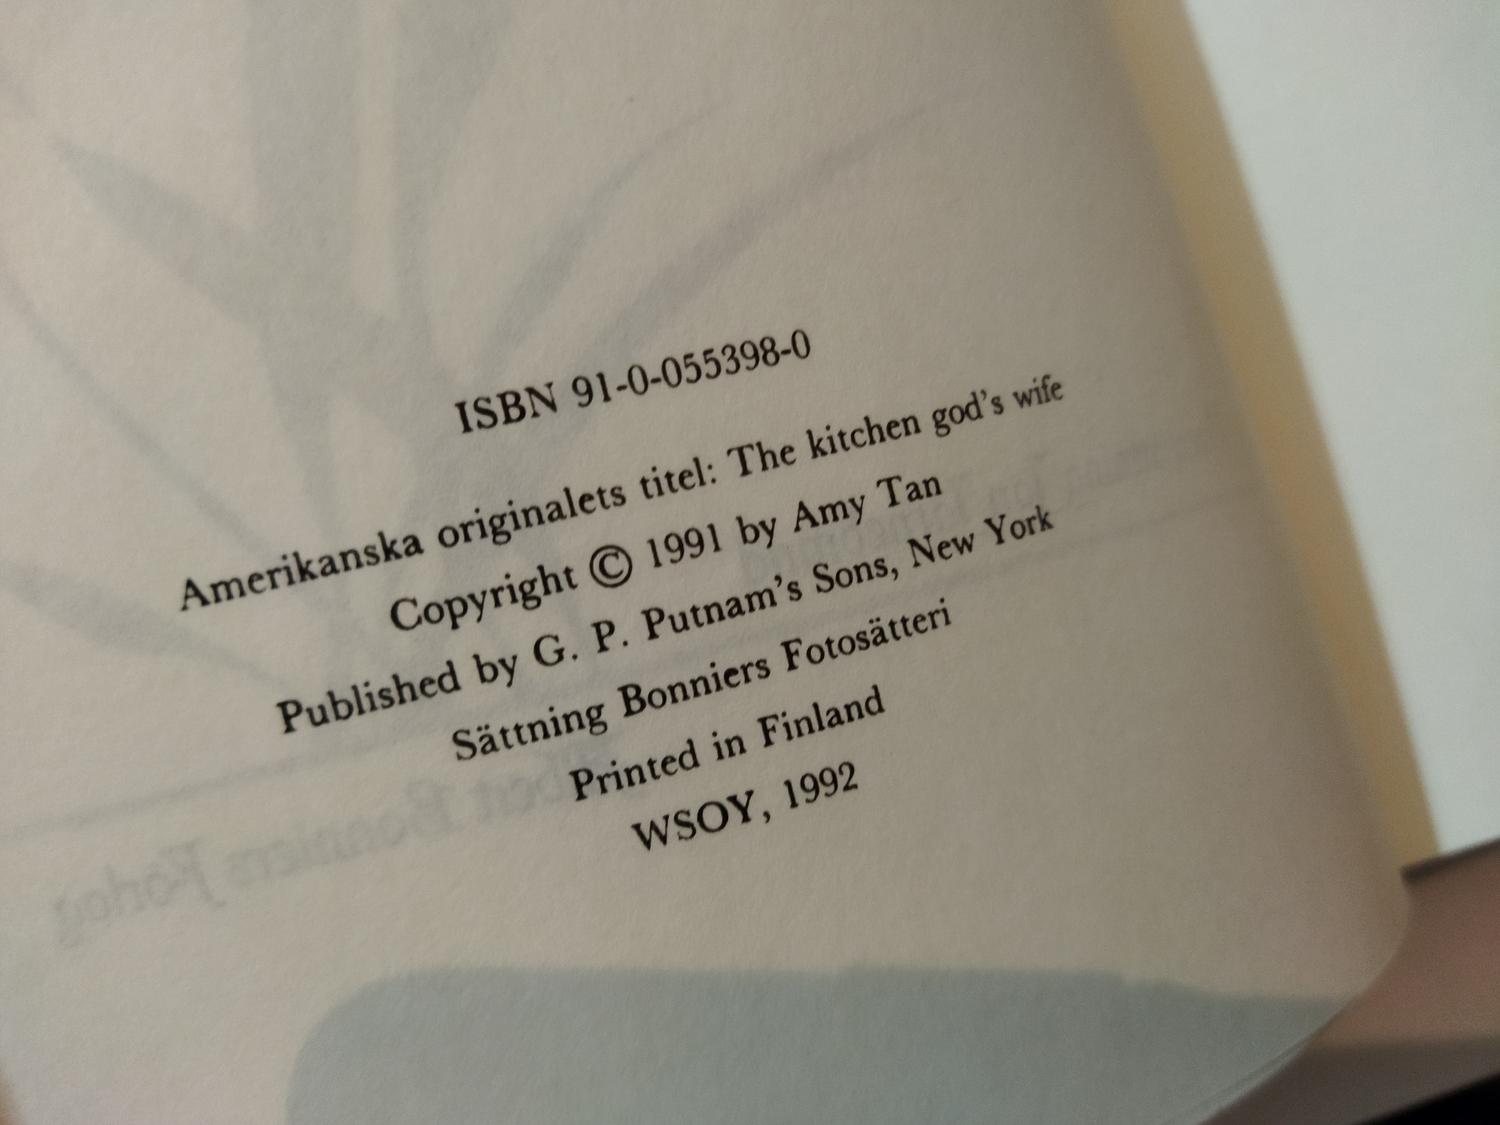 ISBN 91-0-055398-0
Amerikanska originalets titel: The kitchen god's wife
Copyright © 1991 by Amy Tan
Published by G. P. Putnam's Sons, New York
Sättning Bonniers Fotosätteri
Printed in Finland
WSOY, 1992